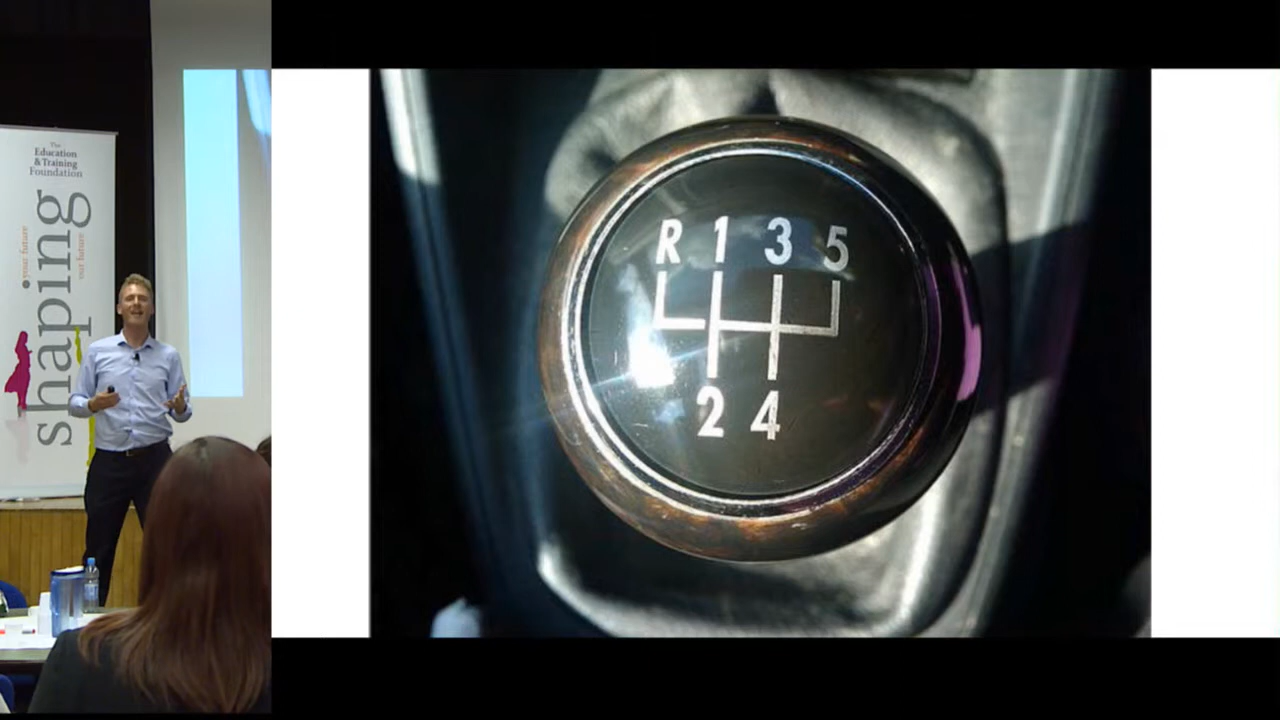 The
Education
& Training
Foundation
shaping
your future
our future
R 1 3 5
2 4